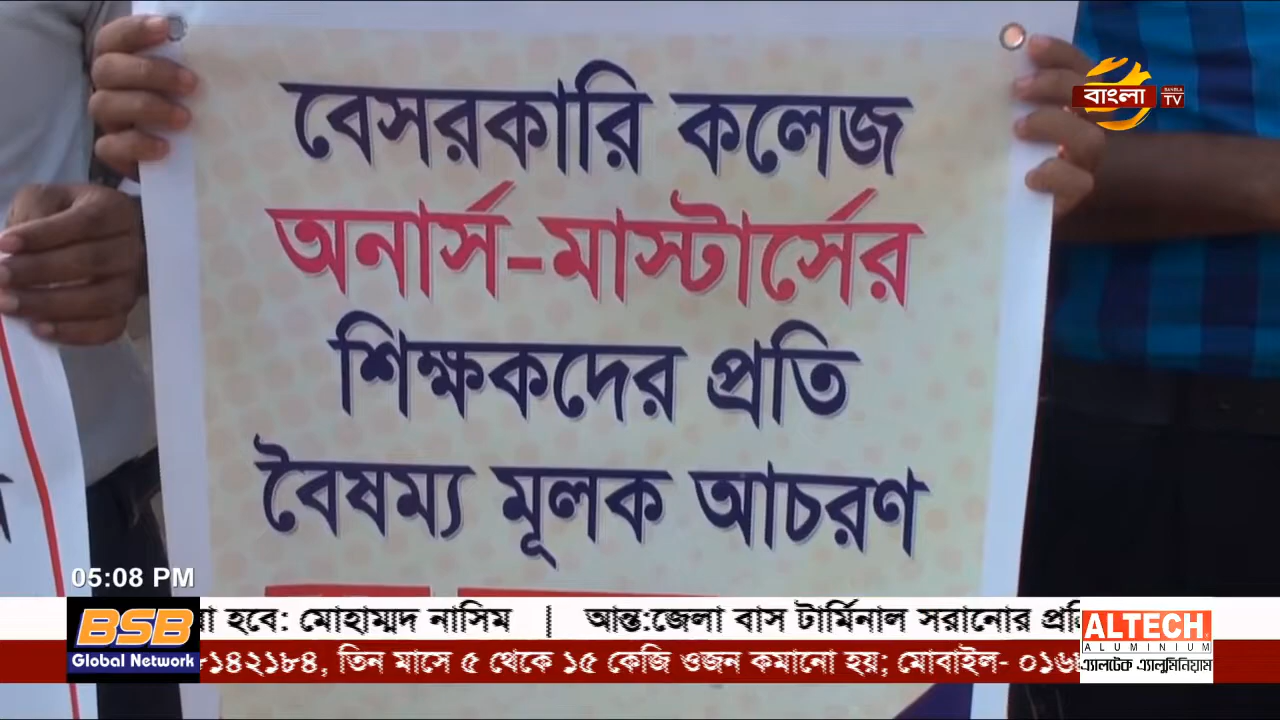 বাংলা
BANGLA
TV
বেসরকারি কলেজ
অনার্স-মাস্টার্সের
শিক্ষকদের প্রতি
বৈষম্য মূলক আচরণ
05:08 PM
BSB
Global Network
হবে: মোহাম্মদ নাসিম | আন্ত:জেলা বাস টার্মিনাল সরানোর
১৪২১৮৪, তিন মাসে ৫ থেকে ১৫ কেজি ওজন কমানো হয়; মোবাইল- ০১৬
ALTECH
ALUMINIUM
এ্যালটেক এ্যালুমিনিয়াম